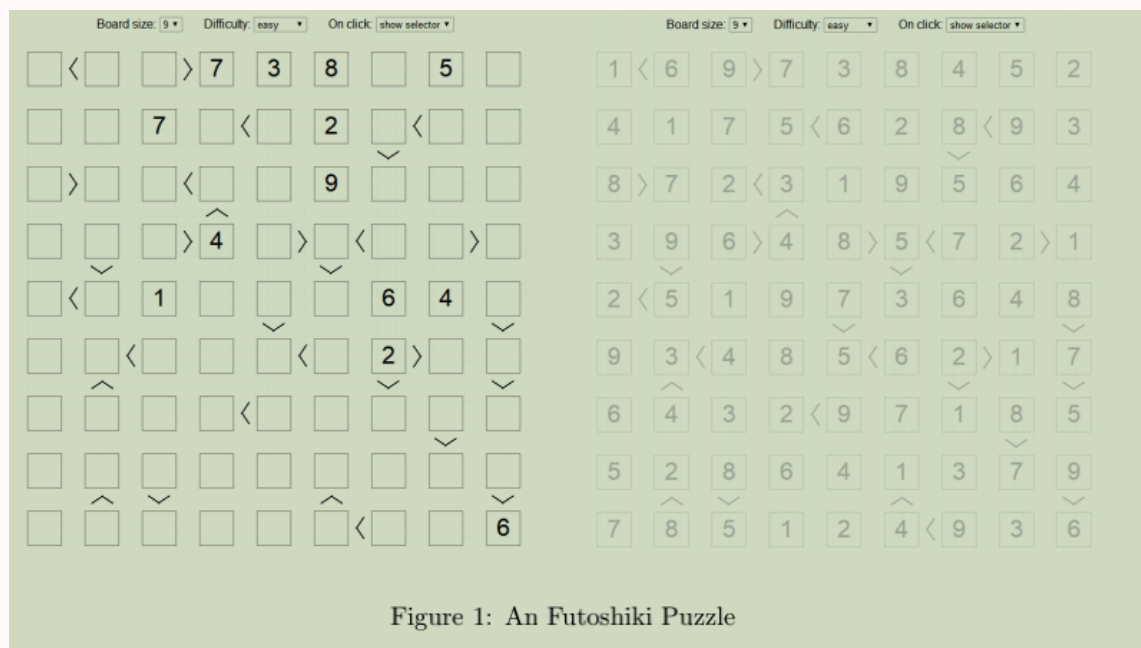 Board size: 9 Difficulty: easy On click: show selector Board size: 9 Difficulty: easy On click: show selector
< > 7 3 8 5 1 < 6 9 > 7 3 8 4 5 2
7 < 2 < 4 1 7 5 < 6 2 8 < 9 3
> < 9 8 > 7 2 < 3 1 9 5 6 4
> 4 > < > 3 9 6 > 4 8 > 5 < 7 2 > 1
< 1 6 4 2 < 5 1 9 7 3 6 4 8
< < 2 > 9 3 < 4 8 5 < 6 2 > 1 7
< 6 4 3 2 < 9 7 1 8 5
5 2 8 6 4 1 3 7 9
< 6 7 8 5 1 2 4 < 9 3 6
Figure 1: An Futoshiki Puzzle